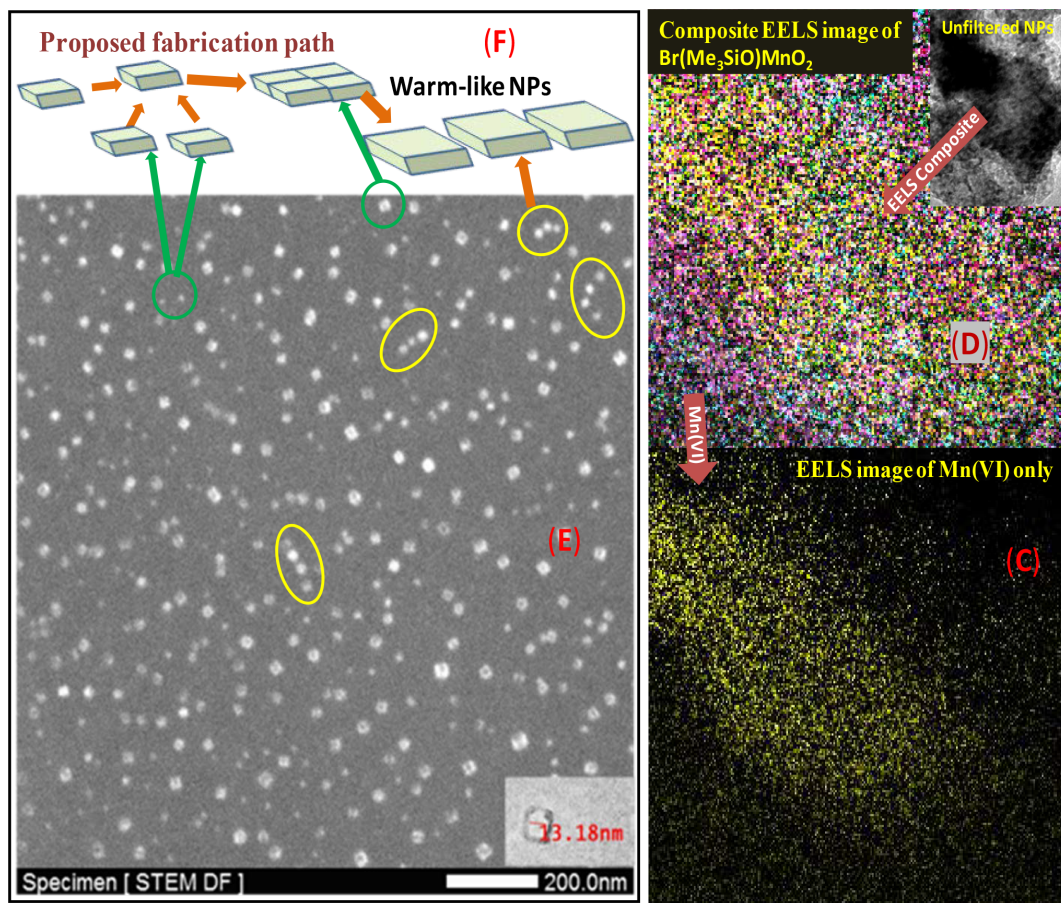 Proposed fabrication path
(F)
Warm-like NPs
(E)
13.18nm
Specimen [ STEM DF ]
200.0nm
Composite EELS image of
Br(Me₃SiO)MnO₂
Unfiltered NPs
EELS Composite
(D)
Mn(VI)
EELS image of Mn(VI) only
(C)